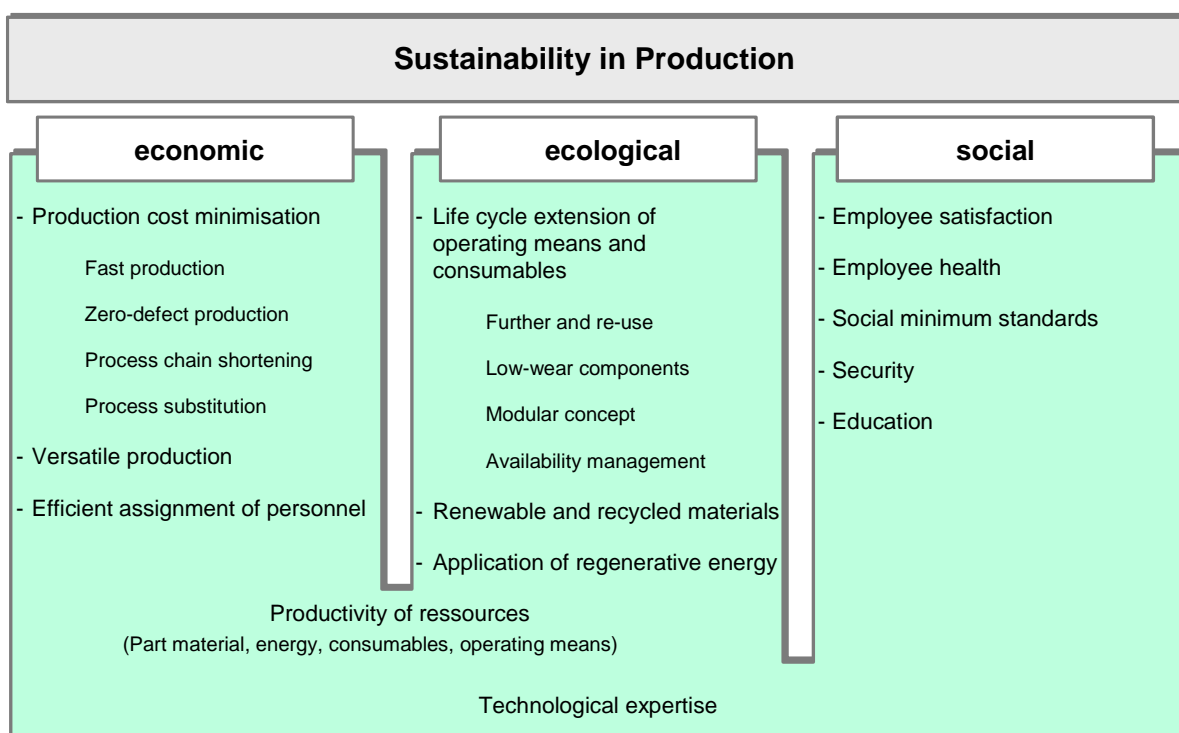 Sustainability in Production
economic
- Production cost minimisation
Fast production
Zero-defect production
Process chain shortening
Process substitution
- Versatile production
- Efficient assignment of personnel
ecological
- Life cycle extension of
operating means and
consumables
Further and re-use
Low-wear components
Modular concept
Availability management
- Renewable and recycled materials
- Application of regenerative energy
social
- Employee satisfaction
- Employee health
- Social minimum standards
- Security
- Education
Productivity of ressources
(Part material, energy, consumables, operating means)
Technological expertise